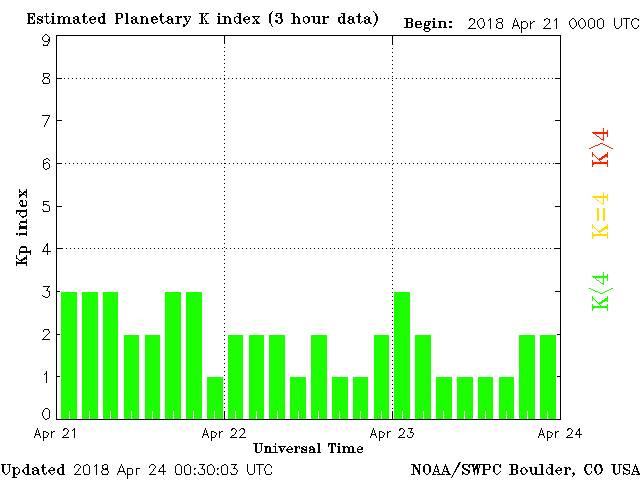 Estimated Planetary K index (3 hour data) Begin: 2018 Apr 21 0000 UTC
9
8
7
6
5
4
3
2
1
0
Kp index
K>4
K=4
K<4
Apr 21 Apr 22 Apr 23 Apr 24
Universal Time
Updated 2018 Apr 24 00:30:03 UTC NOAA/SWPC Boulder, CO USA